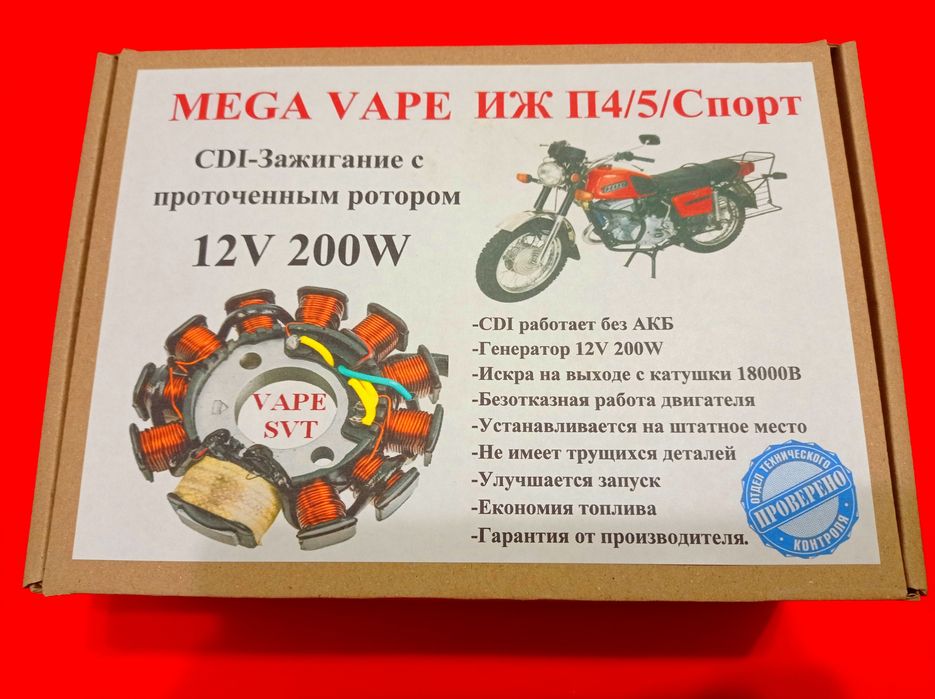 MEGA VAPE ИЖ П4/5/Спорт
CDI-Зажигание с
проточенным ротором
12V 200W
VAPE
SVT
-CDI работает без АКБ
-Генератор 12V 200W
-Искра на выходе с катушки 18000В
-Безотказная работа двигателя
-Устанавливается на штатное место
-Не имеет трущихся деталей
-Улучшается запуск
-Экономия топлива
-Гарантия от производителя.
ОТДЕЛ ТЕХНИЧЕСКОГО
ПРОВЕРЕНО
КОНТРОЛЯ